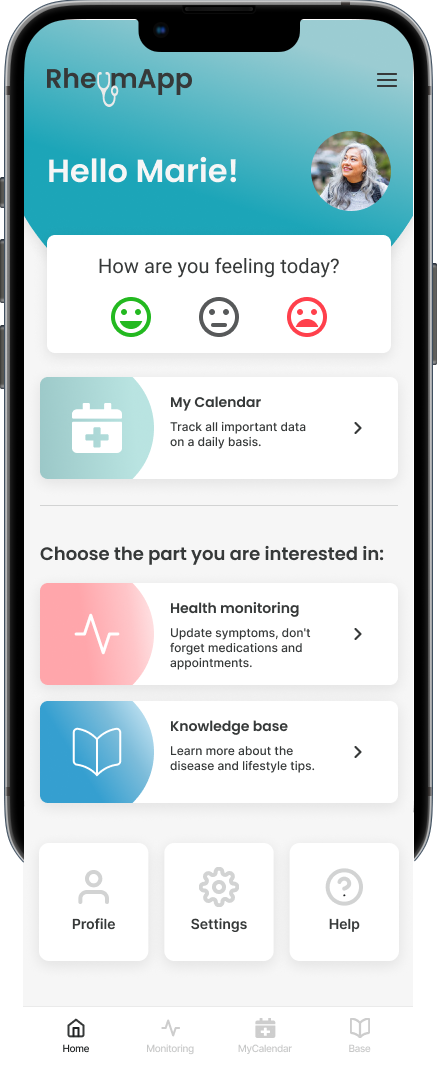 RheumApp
Hello Marie!
How are you feeling today?
My Calendar
Track all important data
on a daily basis.
Choose the part you are interested in:
Health monitoring
Update symptoms, don't
forget medications and
appointments.
Knowledge base
Learn more about the
disease and lifestyle tips.
Profile
Settings
Help
Home
Monitoring
MyCalendar
Base